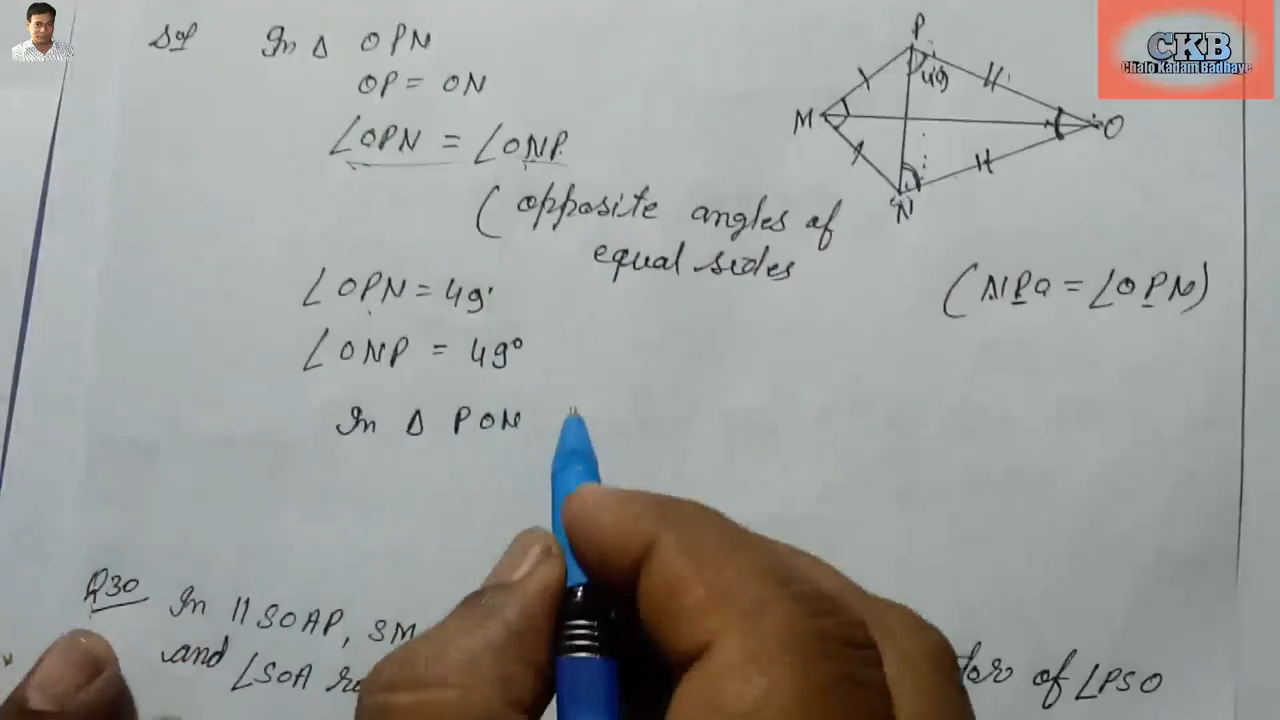 Sol In Δ OPN
OP = ON
∠OPN = ∠ONP
(opposite angles of
equal sides
∠OPN = 49°
∠ONP = 49°
In Δ PON
P
49
M
O
N
(NPO = ∠OPN)
CKB
Chalo Kadam Badhaye
Q30 In || SOAP, SM
and ∠SOA
of ∠PSO